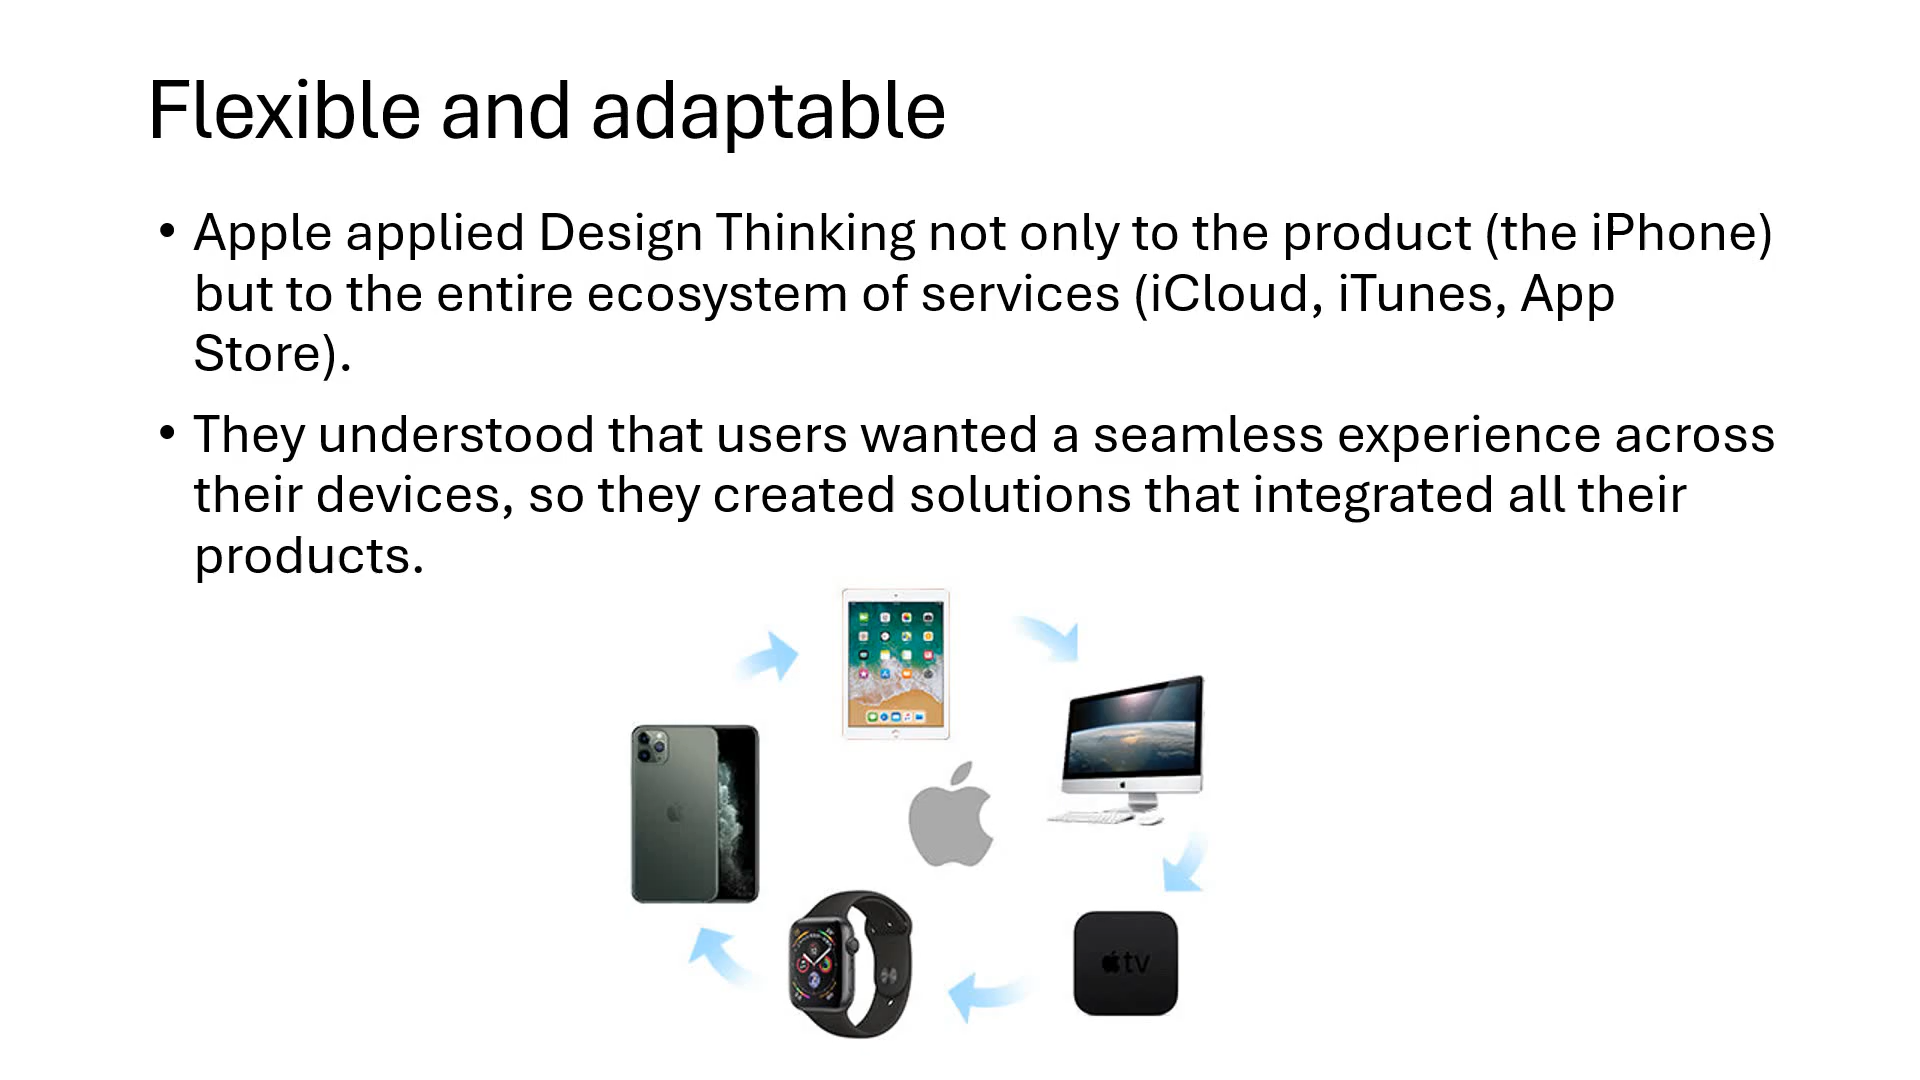 Flexible and adaptable
• Apple applied Design Thinking not only to the product (the iPhone)
but to the entire ecosystem of services (iCloud, iTunes, App
Store).
• They understood that users wanted a seamless experience across
their devices, so they created solutions that integrated all their
products.
tv